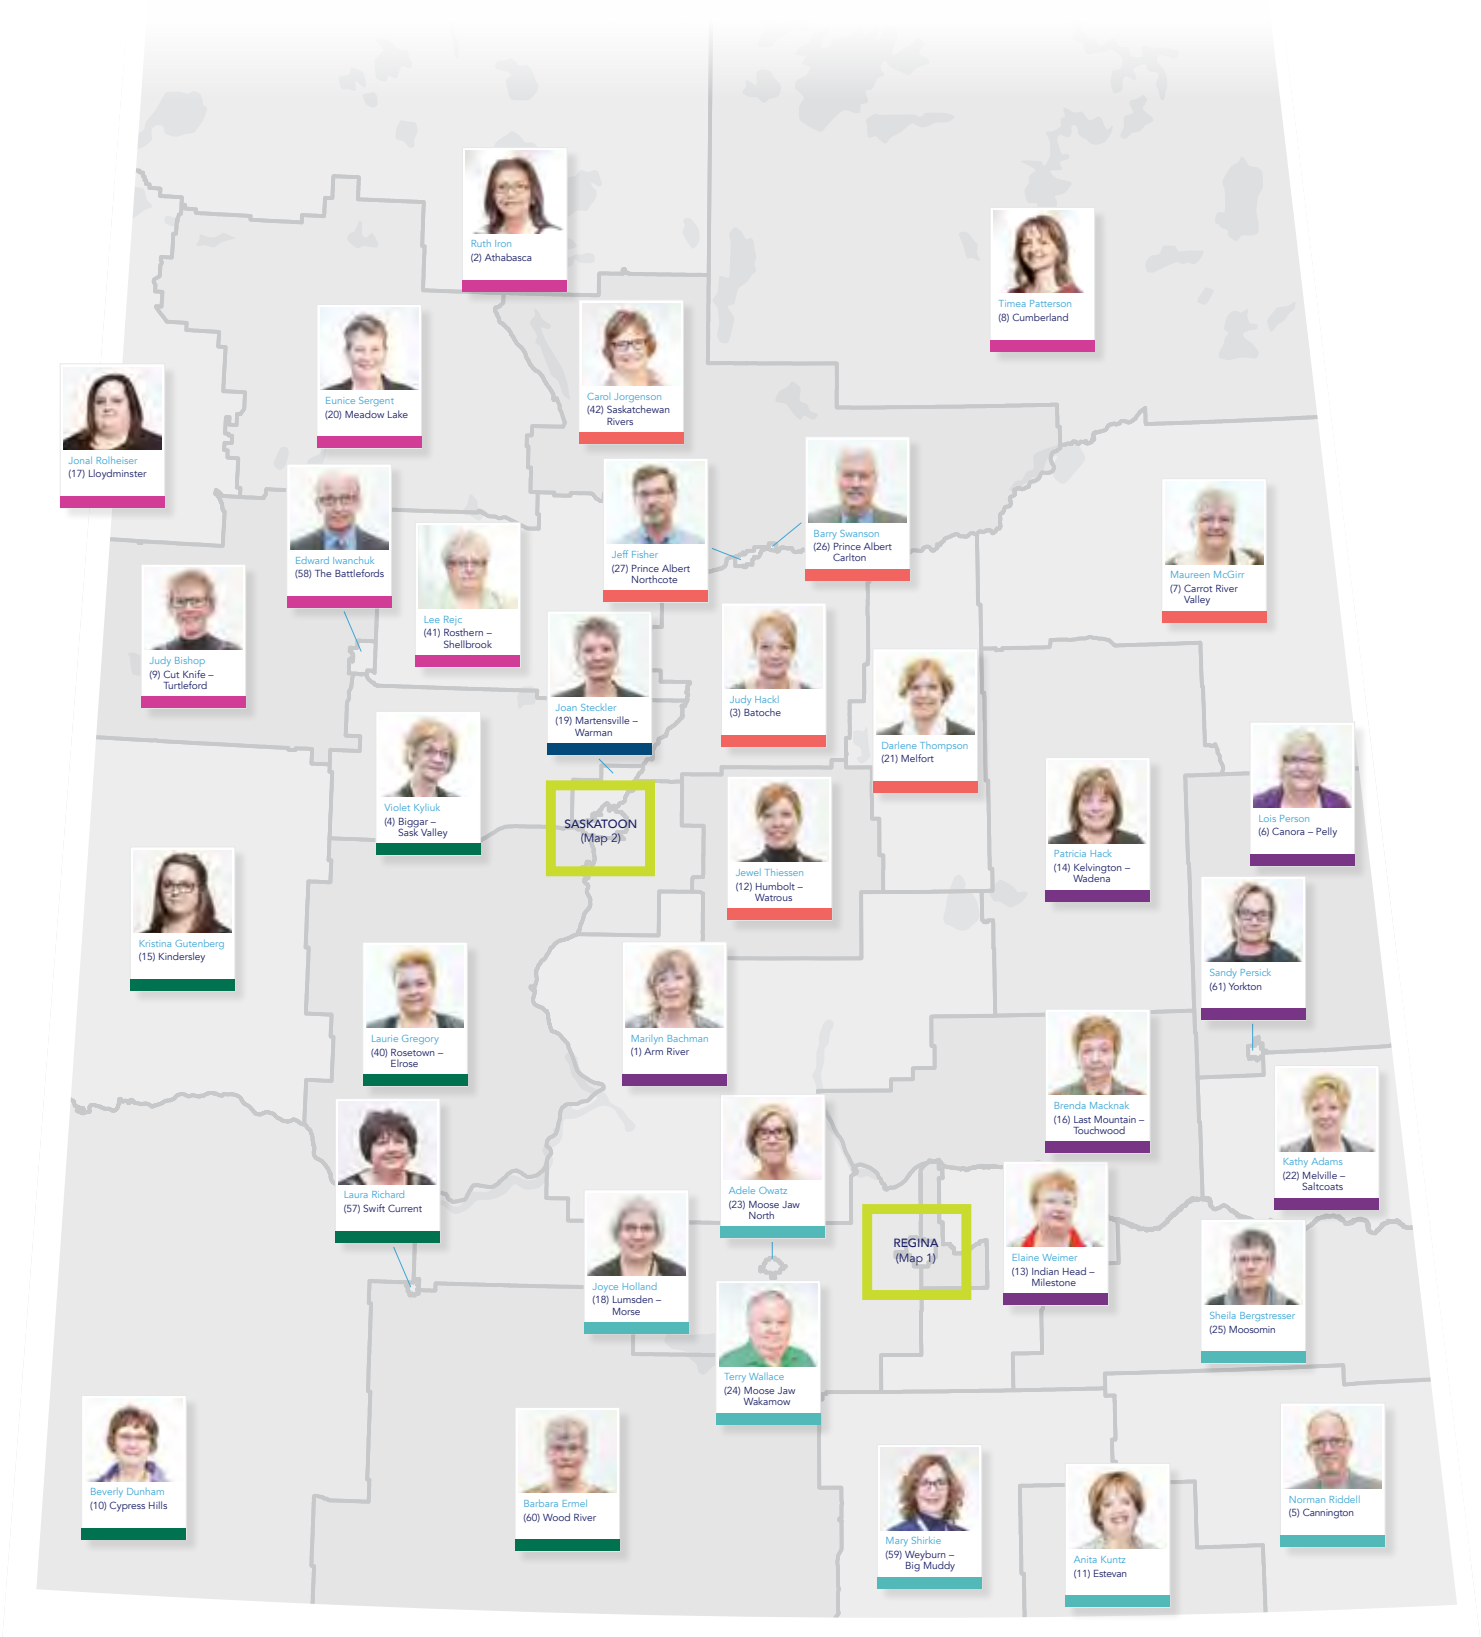 Ruth Iron
(2) Athabasca
Timea Patterson
(8) Cumberland
Eunice Sergent
(20) Meadow Lake
Carol Jorgenson
(42) Saskatchewan
Rivers
Jonal Rolheiser
(17) Lloydminster
Edward Iwanchuk
(58) The Battlefords
Lee Rejc
(41) Rosthern –
Shellbrook
Jeff Fisher
(27) Prince Albert
Northcote
Barry Swanson
(26) Prince Albert
Carlton
Maureen McGirr
(7) Carrot River
Valley
Judy Bishop
(9) Cut Knife –
Turtleford
Joan Steckler
(19) Martensville –
Warman
Judy Hackl
(3) Batoche
Darlene Thompson
(21) Melfort
Violet Kyliuk
(4) Biggar –
Sask Valley
SASKATOON
(Map 2)
Jewel Thiessen
(12) Humbolt –
Watrous
Patricia Hack
(14) Kelvington –
Wadena
Lois Person
(6) Canora – Pelly
Kristina Gutenberg
(15) Kindersley
Sandy Persick
(61) Yorkton
Laurie Gregory
(40) Rosetown –
Elrose
Marilyn Bachman
(1) Arm River
Brenda Macknak
(16) Last Mountain –
Touchwood
Kathy Adams
(22) Melville –
Saltcoats
Laura Richard
(57) Swift Current
Adele Owatz
(23) Moose Jaw
North
REGINA
(Map 1)
Elaine Weimer
(13) Indian Head –
Milestone
Joyce Holland
(18) Lumsden –
Morse
Sheila Bergstresser
(25) Moosomin
Terry Wallace
(24) Moose Jaw
Wakamow
Beverly Dunham
(10) Cypress Hills
Barbara Ermel
(60) Wood River
Mary Shirkie
(59) Weyburn –
Big Muddy
Anita Kuntz
(11) Estevan
Norman Riddell
(5) Cannington